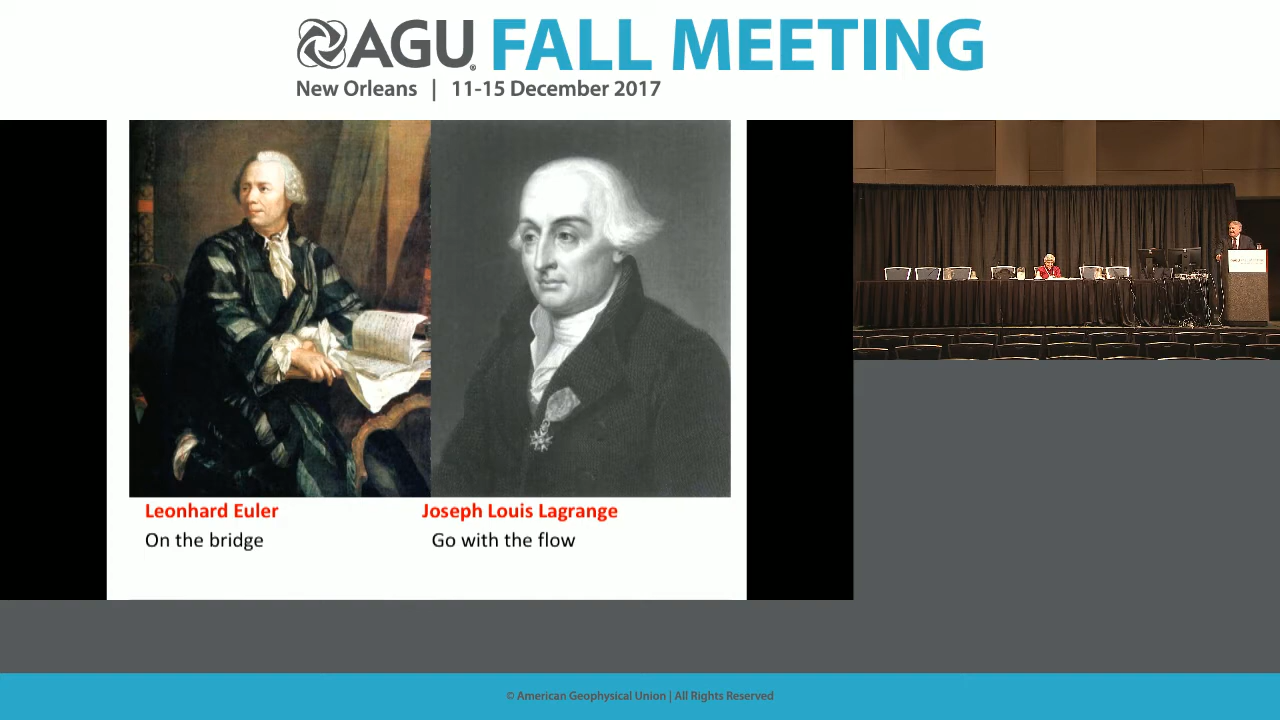 AGU FALL MEETING
New Orleans | 11-15 December 2017
Leonhard Euler
Joseph Louis Lagrange
On the bridge
Go with the flow
© American Geophysical Union | All Rights Reserved